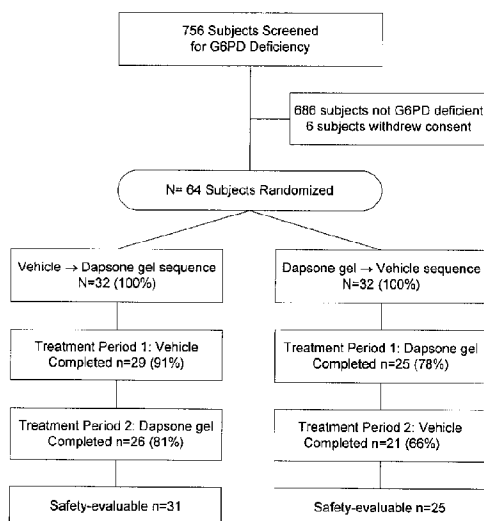 756 Subjects Screened
for G6PD Deficiency
686 subjects not G6PD deficient
6 subjects withdrew consent
N= 64 Subjects Randomized
Vehicle → Dapsone gel sequence
N=32 (100%)
Dapsone gel → Vehicle sequence
N=32 (100%)
Treatment Period 1: Vehicle
Completed n=29 (91%)
Treatment Period 1: Dapsone gel
Completed n=25 (78%)
Treatment Period 2: Dapsone gel
Completed n=26 (81%)
Treatment Period 2: Vehicle
Completed n=21 (66%)
Safety-evaluable n=31
Safety-evaluable n=25